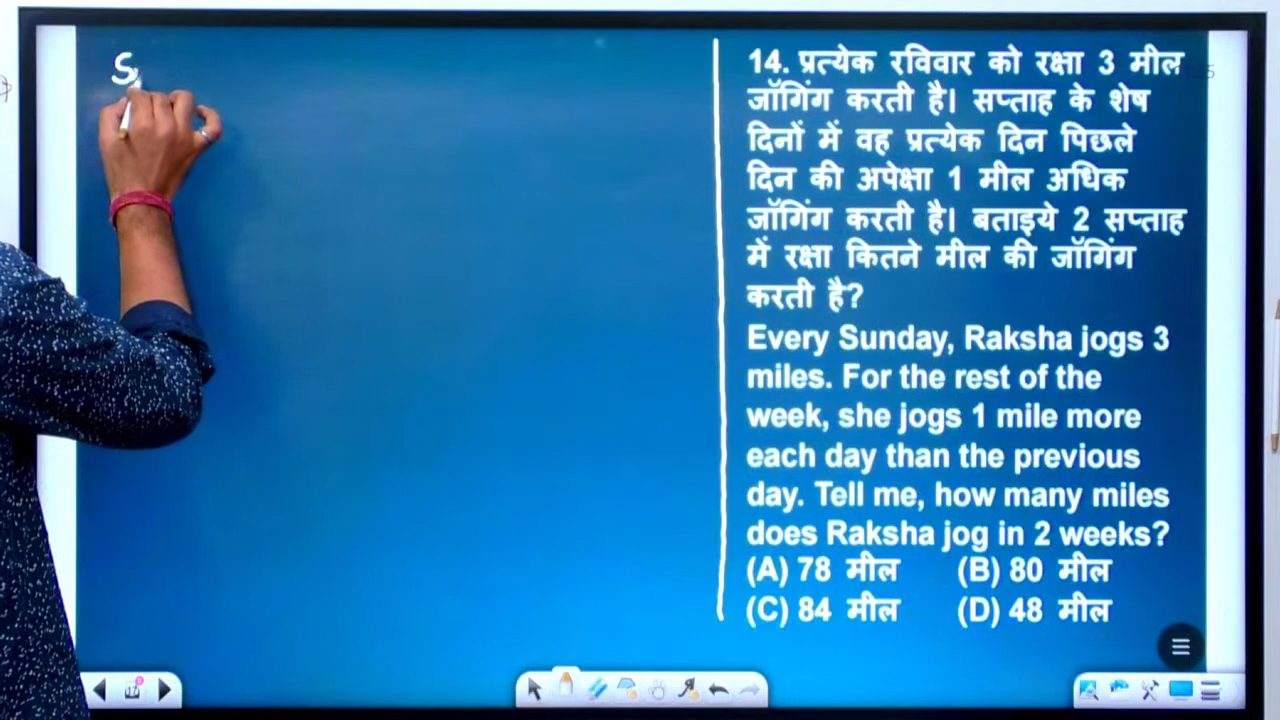 S
14. प्रत्येक रविवार को रक्षा 3 मील
जॉगिंग करती है। सप्ताह के शेष
दिनों में वह प्रत्येक दिन पिछले
दिन की अपेक्षा 1 मील अधिक
जॉगिंग करती है। बताइये 2 सप्ताह
में रक्षा कितने मील की जॉगिंग
करती है?
Every Sunday, Raksha jogs 3
miles. For the rest of the
week, she jogs 1 mile more
each day than the previous
day. Tell me, how many miles
does Raksha jog in 2 weeks?
(A) 78 मील (B) 80 मील
(C) 84 मील (D) 48 मील